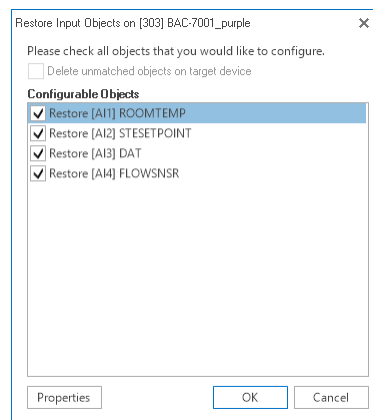 Restore Input Objects on [303] BAC-7001_purple
Please check all objects that you would like to configure.
Delete unmatched objects on target device
Configurable Objects
Restore [AI1] ROOMTEMP
Restore [AI2] STESETPOINT
Restore [AI3] DAT
Restore [AI4] FLOWSNSR
Properties OK Cancel